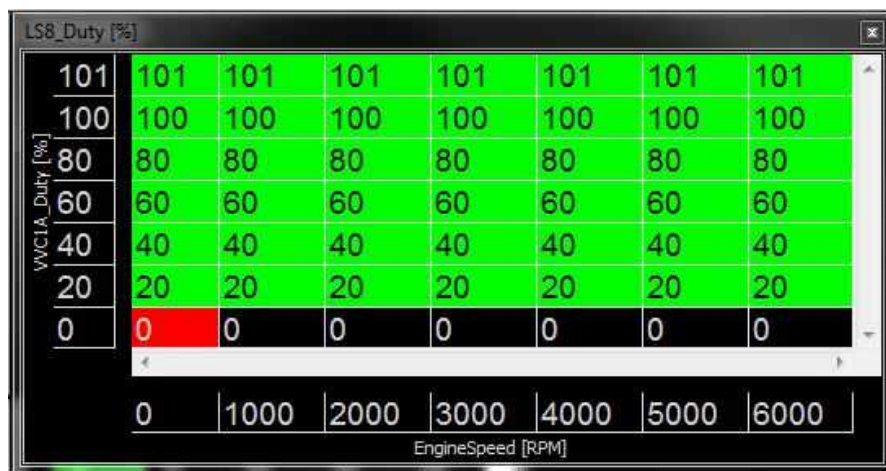 LS8_Duty [%]
VVC1A_Duty [%]
101 101 101 101 101 101 101 101
100 100 100 100 100 100 100 100
80 80 80 80 80 80 80 80
60 60 60 60 60 60 60 60
40 40 40 40 40 40 40 40
20 20 20 20 20 20 20 20
0 0 0 0 0 0 0 0
0 1000 2000 3000 4000 5000 6000
EngineSpeed [RPM]